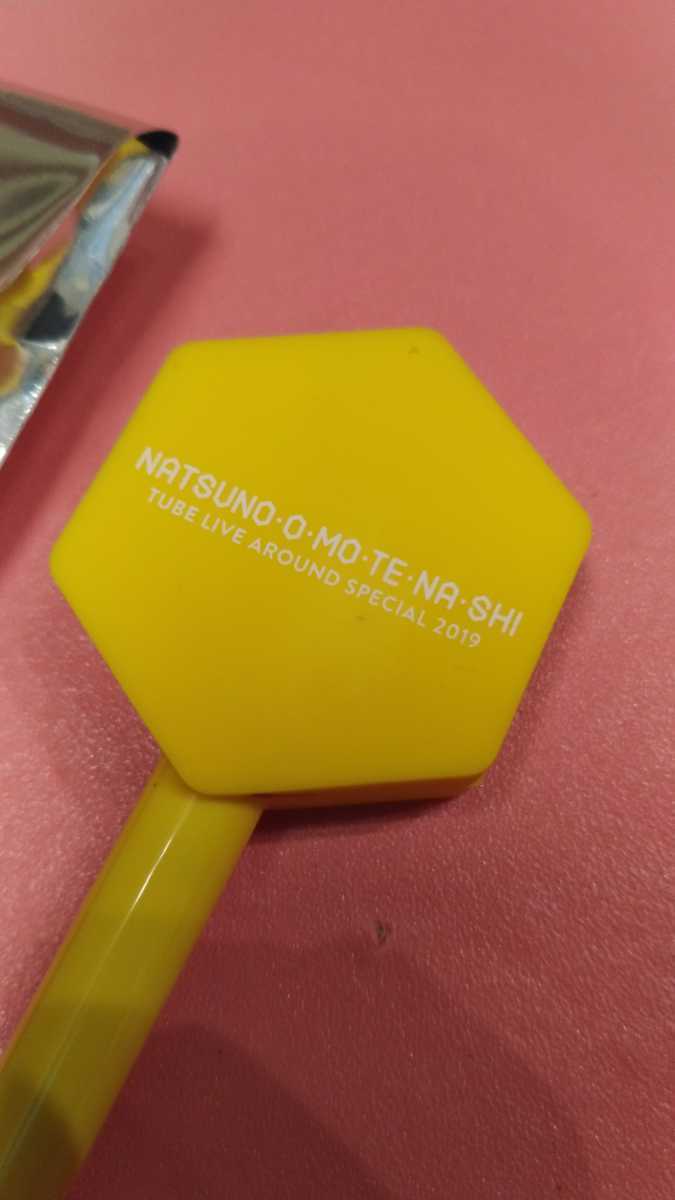 NATSUNO·O·MO·TE·NA·SHI
TUBE LIVE AROUND SPECIAL 2019